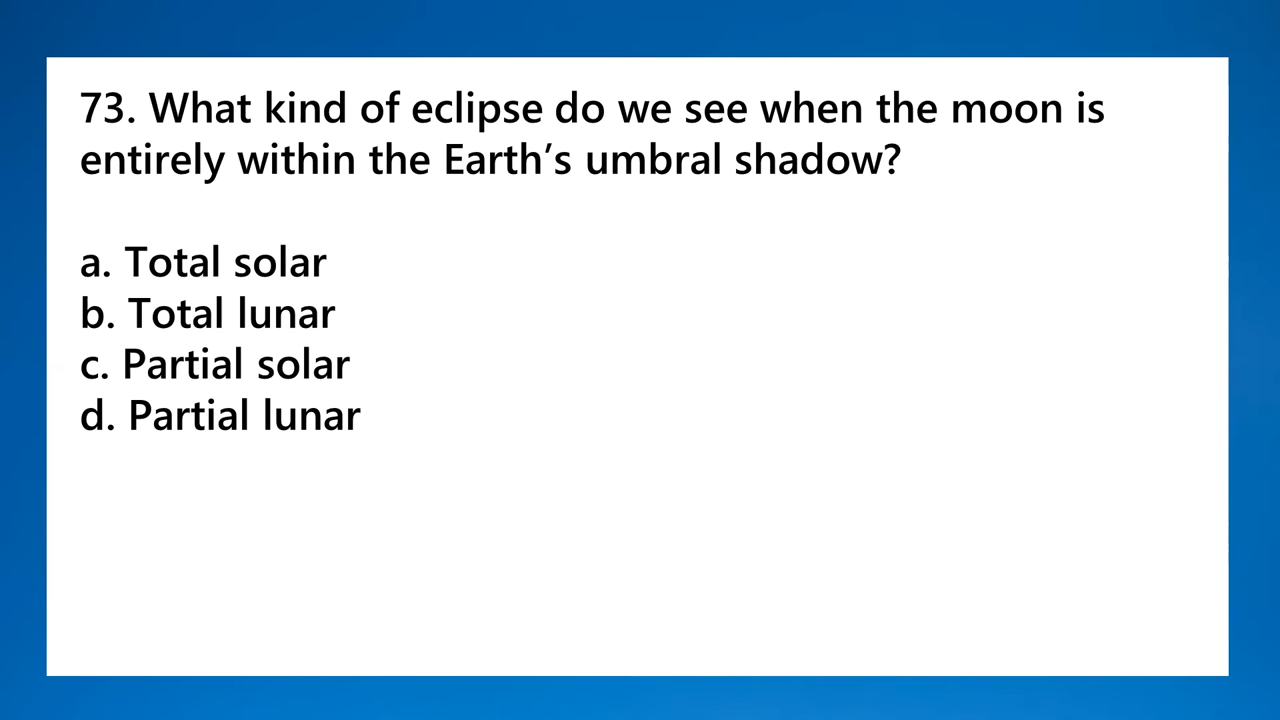 73. What kind of eclipse do we see when the moon is
entirely within the Earth’s umbral shadow?
a. Total solar
b. Total lunar
c. Partial solar
d. Partial lunar